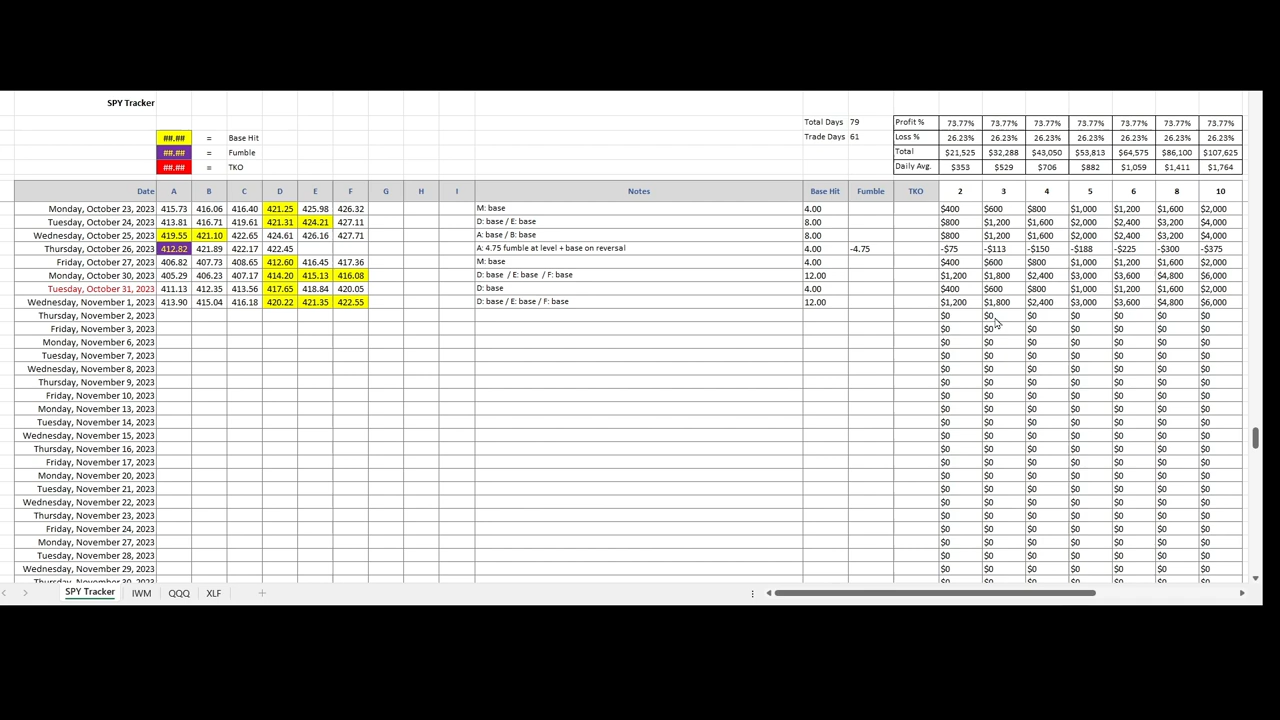 SPY Tracker
Total Days 79 Profit % 73.77% 73.77% 73.77% 73.77% 73.77% 73.77% 73.77%
##.## = Base Hit Trade Days 61 Loss % 26.23% 26.23% 26.23% 26.23% 26.23% 26.23% 26.23%
##.## = Fumble Total $21,525 $32,288 $43,050 $53,813 $64,575 $86,100 $107,625
##.## = TKO Daily Avg. $353 $529 $706 $882 $1,059 $1,411 $1,764
Date A B C D E F G H I Notes Base Hit Fumble TKO 2 3 4 5 6 8 10
Monday, October 23, 2023 415.73 416.06 416.40 421.25 425.98 426.32 M: base 4.00 $400 $600 $800 $1,000 $1,200 $1,600 $2,000
Tuesday, October 24, 2023 413.81 416.71 419.61 421.31 424.21 427.11 D: base / E: base 8.00 $800 $1,200 $1,600 $2,000 $2,400 $3,200 $4,000
Wednesday, October 25, 2023 419.55 421.10 422.65 424.61 426.16 427.71 A: base / B: base 8.00 $800 $1,200 $1,600 $2,000 $2,400 $3,200 $4,000
Thursday, October 26, 2023 412.82 421.89 422.17 422.45 A: 4.75 fumble at level + base on reversal 4.00 -4.75 -$75 -$113 -$150 -$188 -$225 -$300 -$375
Friday, October 27, 2023 406.82 407.73 408.65 412.60 416.45 417.36 M: base 4.00 $400 $600 $800 $1,000 $1,200 $1,600 $2,000
Monday, October 30, 2023 405.29 406.23 407.17 414.20 415.13 416.08 D: base / E: base / F: base 12.00 $1,200 $1,800 $2,400 $3,000 $3,600 $4,800 $6,000
Tuesday, October 31, 2023 411.13 412.35 413.56 417.65 418.84 420.05 D: base 4.00 $400 $600 $800 $1,000 $1,200 $1,600 $2,000
Wednesday, November 1, 2023 413.90 415.04 416.18 420.22 421.35 422.55 D: base / E: base / F: base 12.00 $1,200 $1,800 $2,400 $3,000 $3,600 $4,800 $6,000
Thursday, November 2, 2023 $0 $0 $0 $0 $0 $0 $0
Friday, November 3, 2023 $0 $0 $0 $0 $0 $0 $0
Monday, November 6, 2023 $0 $0 $0 $0 $0 $0 $0
Tuesday, November 7, 2023 $0 $0 $0 $0 $0 $0 $0
Wednesday, November 8, 2023 $0 $0 $0 $0 $0 $0 $0
Thursday, November 9, 2023 $0 $0 $0 $0 $0 $0 $0
Friday, November 10, 2023 $0 $0 $0 $0 $0 $0 $0
Monday, November 13, 2023 $0 $0 $0 $0 $0 $0 $0
Tuesday, November 14, 2023 $0 $0 $0 $0 $0 $0 $0
Wednesday, November 15, 2023 $0 $0 $0 $0 $0 $0 $0
Thursday, November 16, 2023 $0 $0 $0 $0 $0 $0 $0
Friday, November 17, 2023 $0 $0 $0 $0 $0 $0 $0
Monday, November 20, 2023 $0 $0 $0 $0 $0 $0 $0
Tuesday, November 21, 2023 $0 $0 $0 $0 $0 $0 $0
Wednesday, November 22, 2023 $0 $0 $0 $0 $0 $0 $0
Thursday, November 23, 2023 $0 $0 $0 $0 $0 $0 $0
Friday, November 24, 2023 $0 $0 $0 $0 $0 $0 $0
Monday, November 27, 2023 $0 $0 $0 $0 $0 $0 $0
Tuesday, November 28, 2023 $0 $0 $0 $0 $0 $0 $0
Wednesday, November 29, 2023 $0 $0 $0 $0 $0 $0 $0
Thursday, November 30, 2023
SPY Tracker IWM QQQ XLF